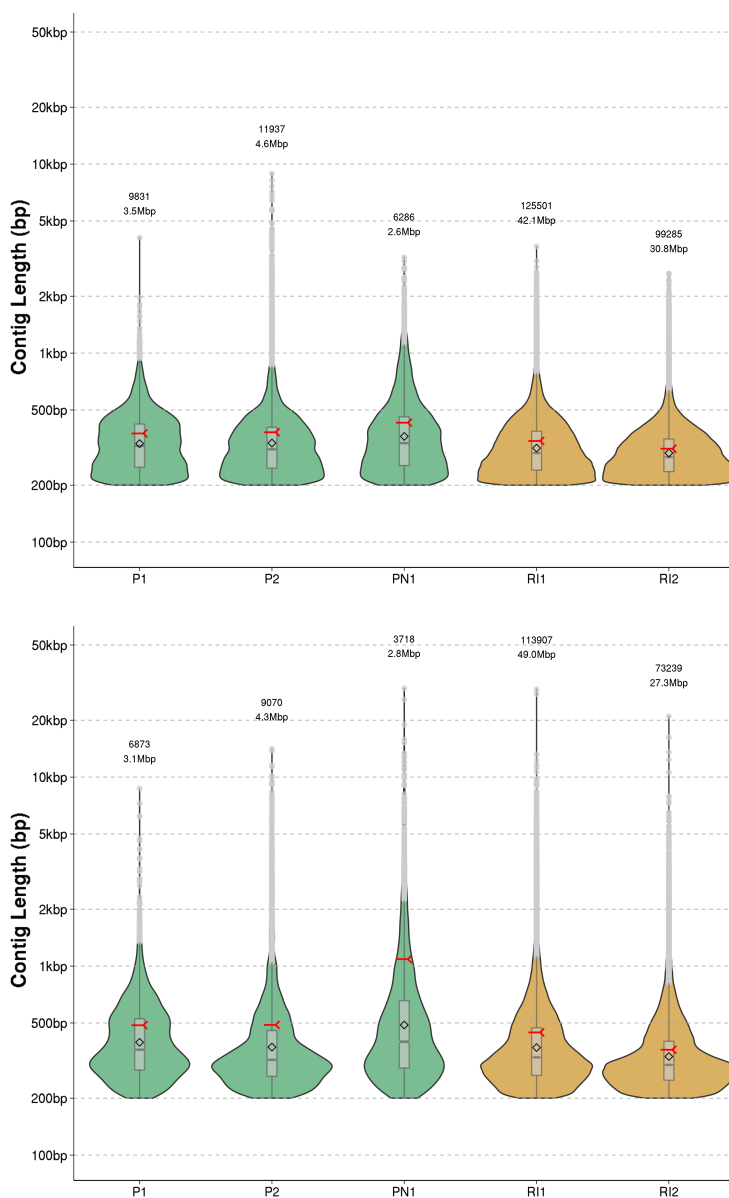 50kbp
20kbp
10kbp
5kbp
2kbp
1kbp
500bp
200bp
100bp
Contig Length (bp)
9831
3.5Mbp
11937
4.6Mbp
6286
2.6Mbp
125501
42.1Mbp
99285
30.8Mbp
P1 P2 PN1 RI1 RI2
50kbp
20kbp
10kbp
5kbp
2kbp
1kbp
500bp
200bp
100bp
Contig Length (bp)
6873
3.1Mbp
9070
4.3Mbp
3718
2.8Mbp
113907
49.0Mbp
73239
27.3Mbp
P1 P2 PN1 RI1 RI2